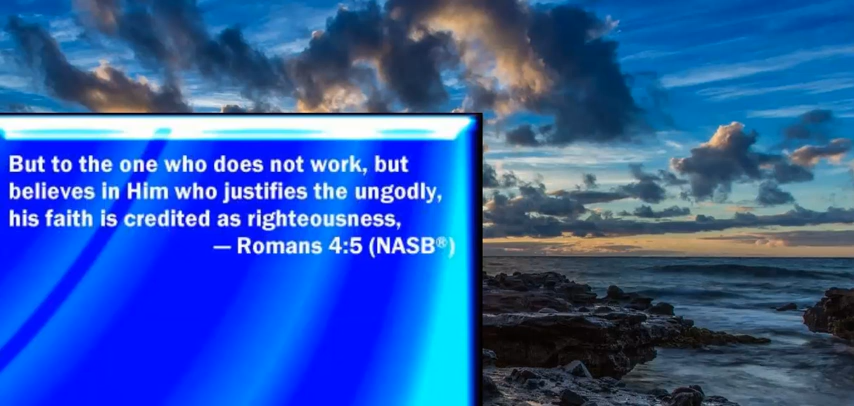 But to the one who does not work, but
believes in Him who justifies the ungodly,
his faith is credited as righteousness,
— Romans 4:5 (NASB®)